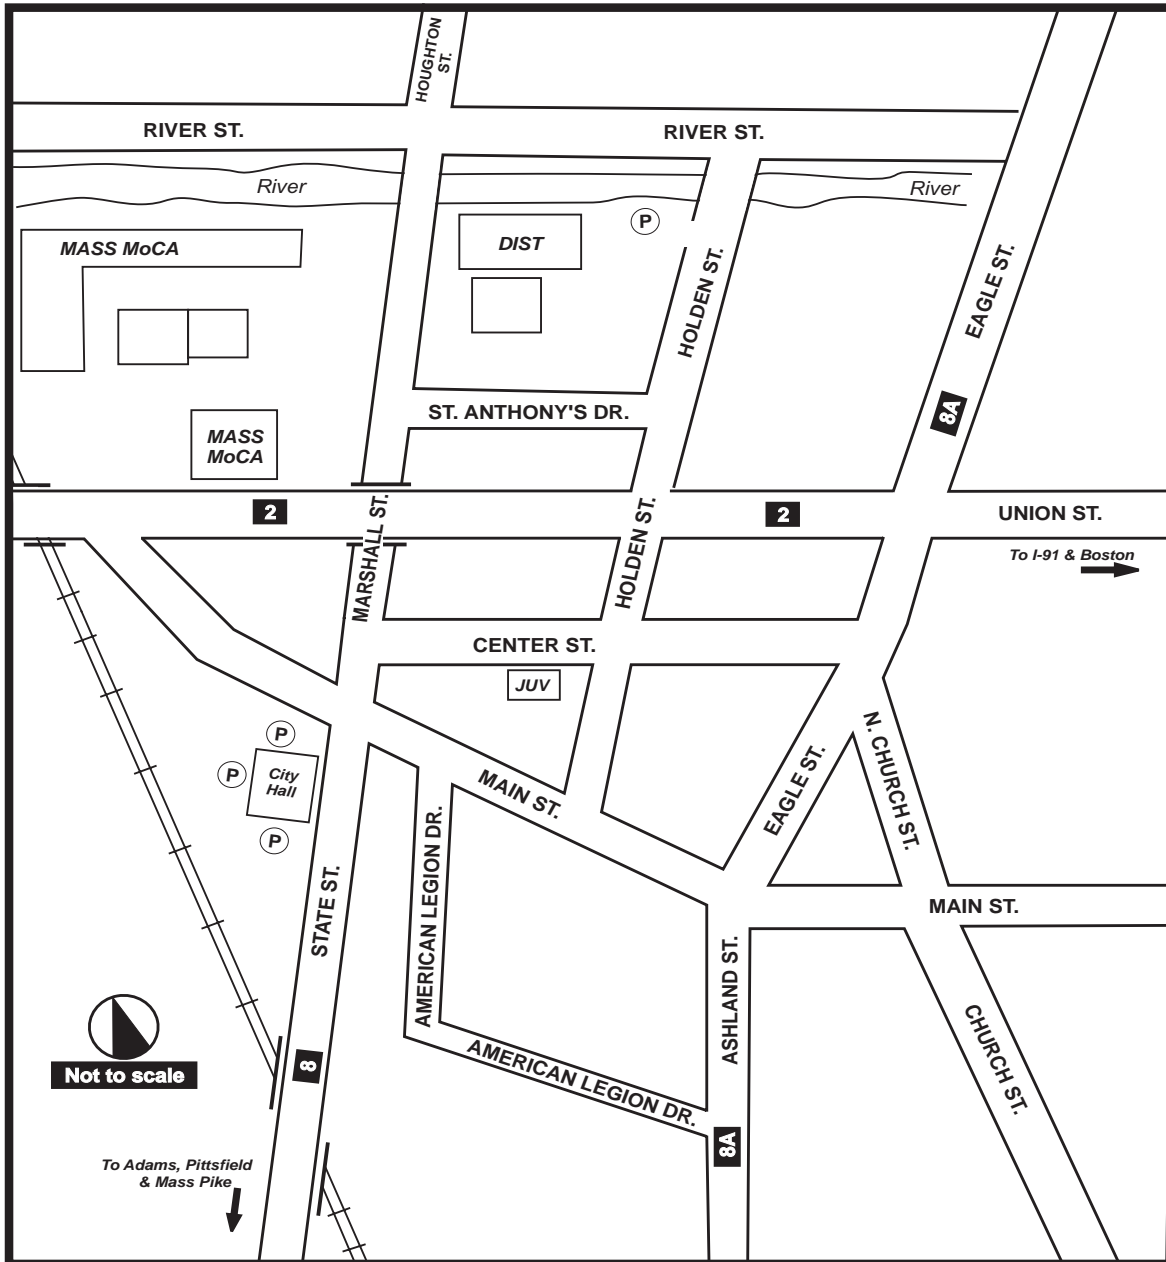 HOUGHTON
ST.
RIVER ST.
RIVER ST.
River
River
P
MASS MoCA
DIST
HOLDEN ST.
EAGLE ST.
8A
ST. ANTHONY'S DR.
MASS
MoCA
2
2
UNION ST.
MARSHALL ST.
HOLDEN ST.
To I-91 & Boston
CENTER ST.
JUV
P
P
City
Hall
P
MAIN ST.
EAGLE ST.
N. CHURCH ST.
AMERICAN LEGION DR.
STATE ST.
MAIN ST.
ASHLAND ST.
CHURCH ST.
Not to scale
8
AMERICAN LEGION DR.
8A
To Adams, Pittsfield
& Mass Pike